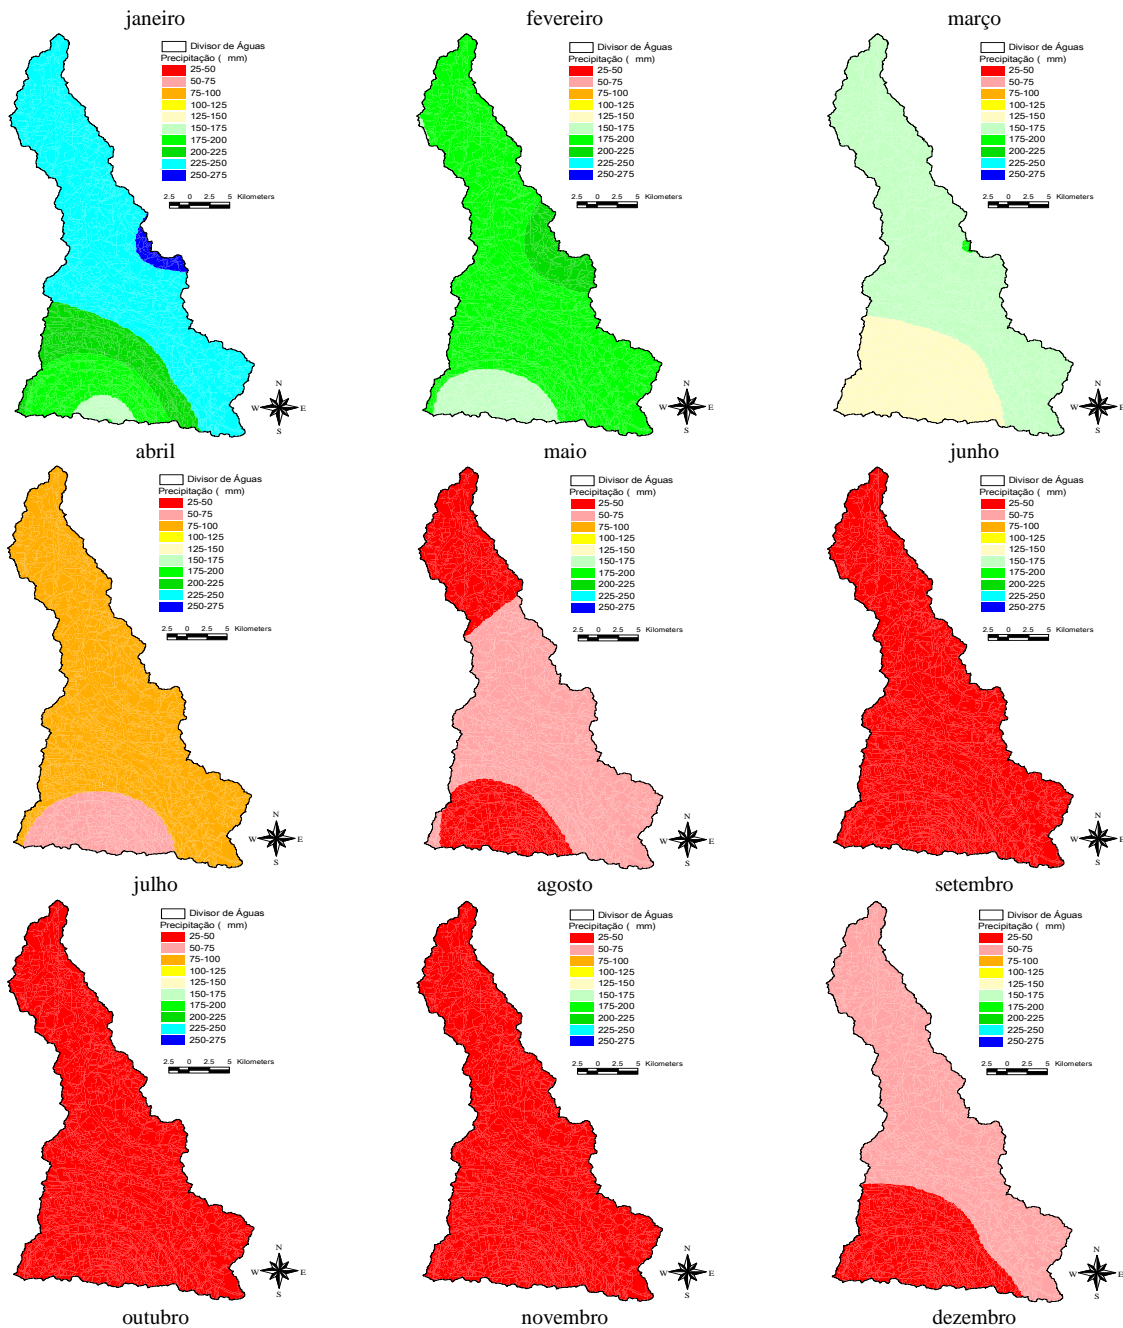 janeiro
Divisor de Águas
Precipitação ( mm)
25-50
50-75
75-100
100-125
125-150
150-175
175-200
200-225
225-250
250-275
2.5 0 2.5 5 Kilometers
N
W E
S
fevereiro
Divisor de Águas
Precipitação ( mm)
25-50
50-75
75-100
100-125
125-150
150-175
175-200
200-225
225-250
250-275
2.5 0 2.5 5 Kilometers
N
W E
S
março
Divisor de Águas
Precipitação ( mm)
25-50
50-75
75-100
100-125
125-150
150-175
175-200
200-225
225-250
250-275
2.5 0 2.5 5 Kilometers
N
W E
S
abril
Divisor de Águas
Precipitação ( mm)
25-50
50-75
75-100
100-125
125-150
150-175
175-200
200-225
225-250
250-275
2.5 0 2.5 5 Kilometers
N
W E
S
maio
Divisor de Águas
Precipitação ( mm)
25-50
50-75
75-100
100-125
125-150
150-175
175-200
200-225
225-250
250-275
2.5 0 2.5 5 Kilometers
N
W E
S
junho
Divisor de Águas
Precipitação ( mm)
25-50
50-75
75-100
100-125
125-150
150-175
175-200
200-225
225-250
250-275
2.5 0 2.5 5 Kilometers
N
W E
S
julho
Divisor de Águas
Precipitação ( mm)
25-50
50-75
75-100
100-125
125-150
150-175
175-200
200-225
225-250
250-275
2.5 0 2.5 5 Kilometers
N
W E
S
agosto
Divisor de Águas
Precipitação ( mm)
25-50
50-75
75-100
100-125
125-150
150-175
175-200
200-225
225-250
250-275
2.5 0 2.5 5 Kilometers
N
W E
S
setembro
Divisor de Águas
Precipitação ( mm)
25-50
50-75
75-100
100-125
125-150
150-175
175-200
200-225
225-250
250-275
2.5 0 2.5 5 Kilometers
N
W E
S
outubro
novembro
dezembro